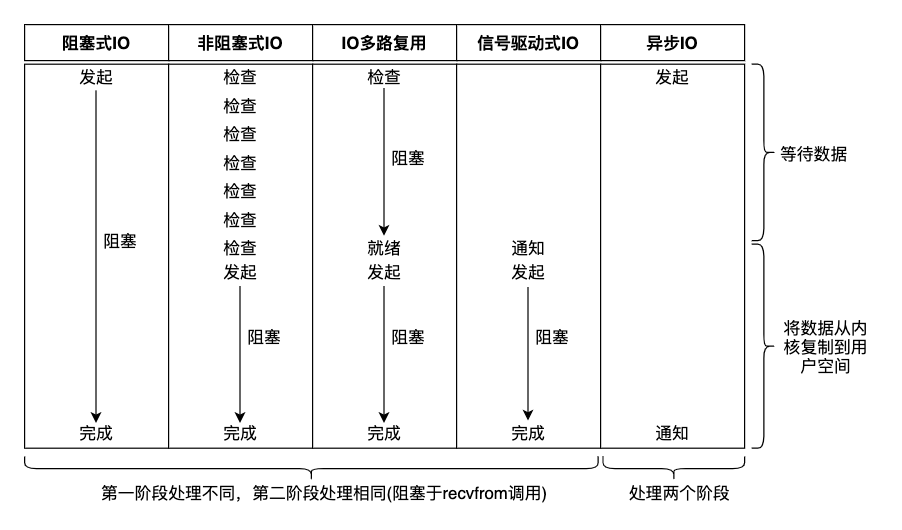 阻塞式IO 非阻塞式IO IO多路复用 信号驱动式IO 异步IO
发起 检查 检查 发起
检查
检查
检查 阻塞 等待数据
检查
检查
阻塞
检查 就绪 通知
发起 发起 发起
将数据从内
阻塞 阻塞 阻塞 核复制到用
户空间
完成 完成 完成 完成 通知
第一阶段处理不同，第二阶段处理相同(阻塞于recvfrom调用) 处理两个阶段